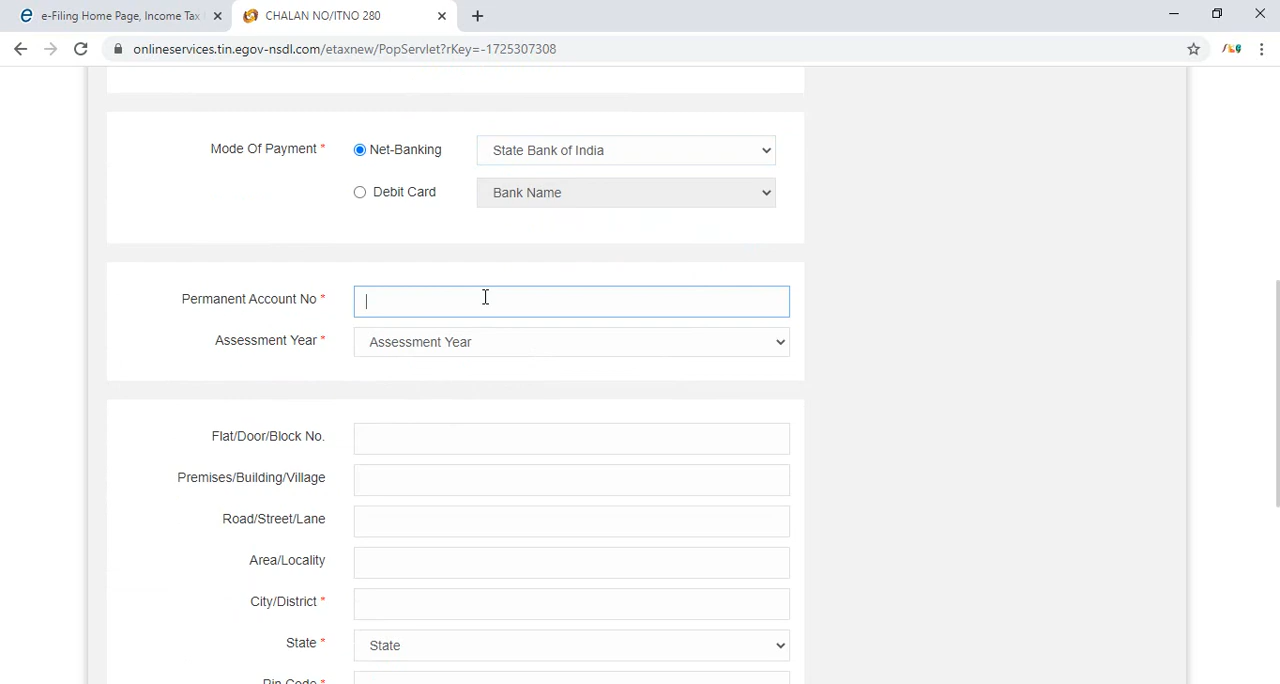 e-Filing Home Page, Income Tax
CHALAN NO/ITNO 280
onlineservices.tin.egov-nsdl.com/etaxnew/PopServlet?rKey=-1725307308
Mode Of Payment * Net-Banking State Bank of India
Debit Card Bank Name
Permanent Account No *
Assessment Year * Assessment Year
Flat/Door/Block No.
Premises/Building/Village
Road/Street/Lane
Area/Locality
City/District *
State * State
Pin Code *